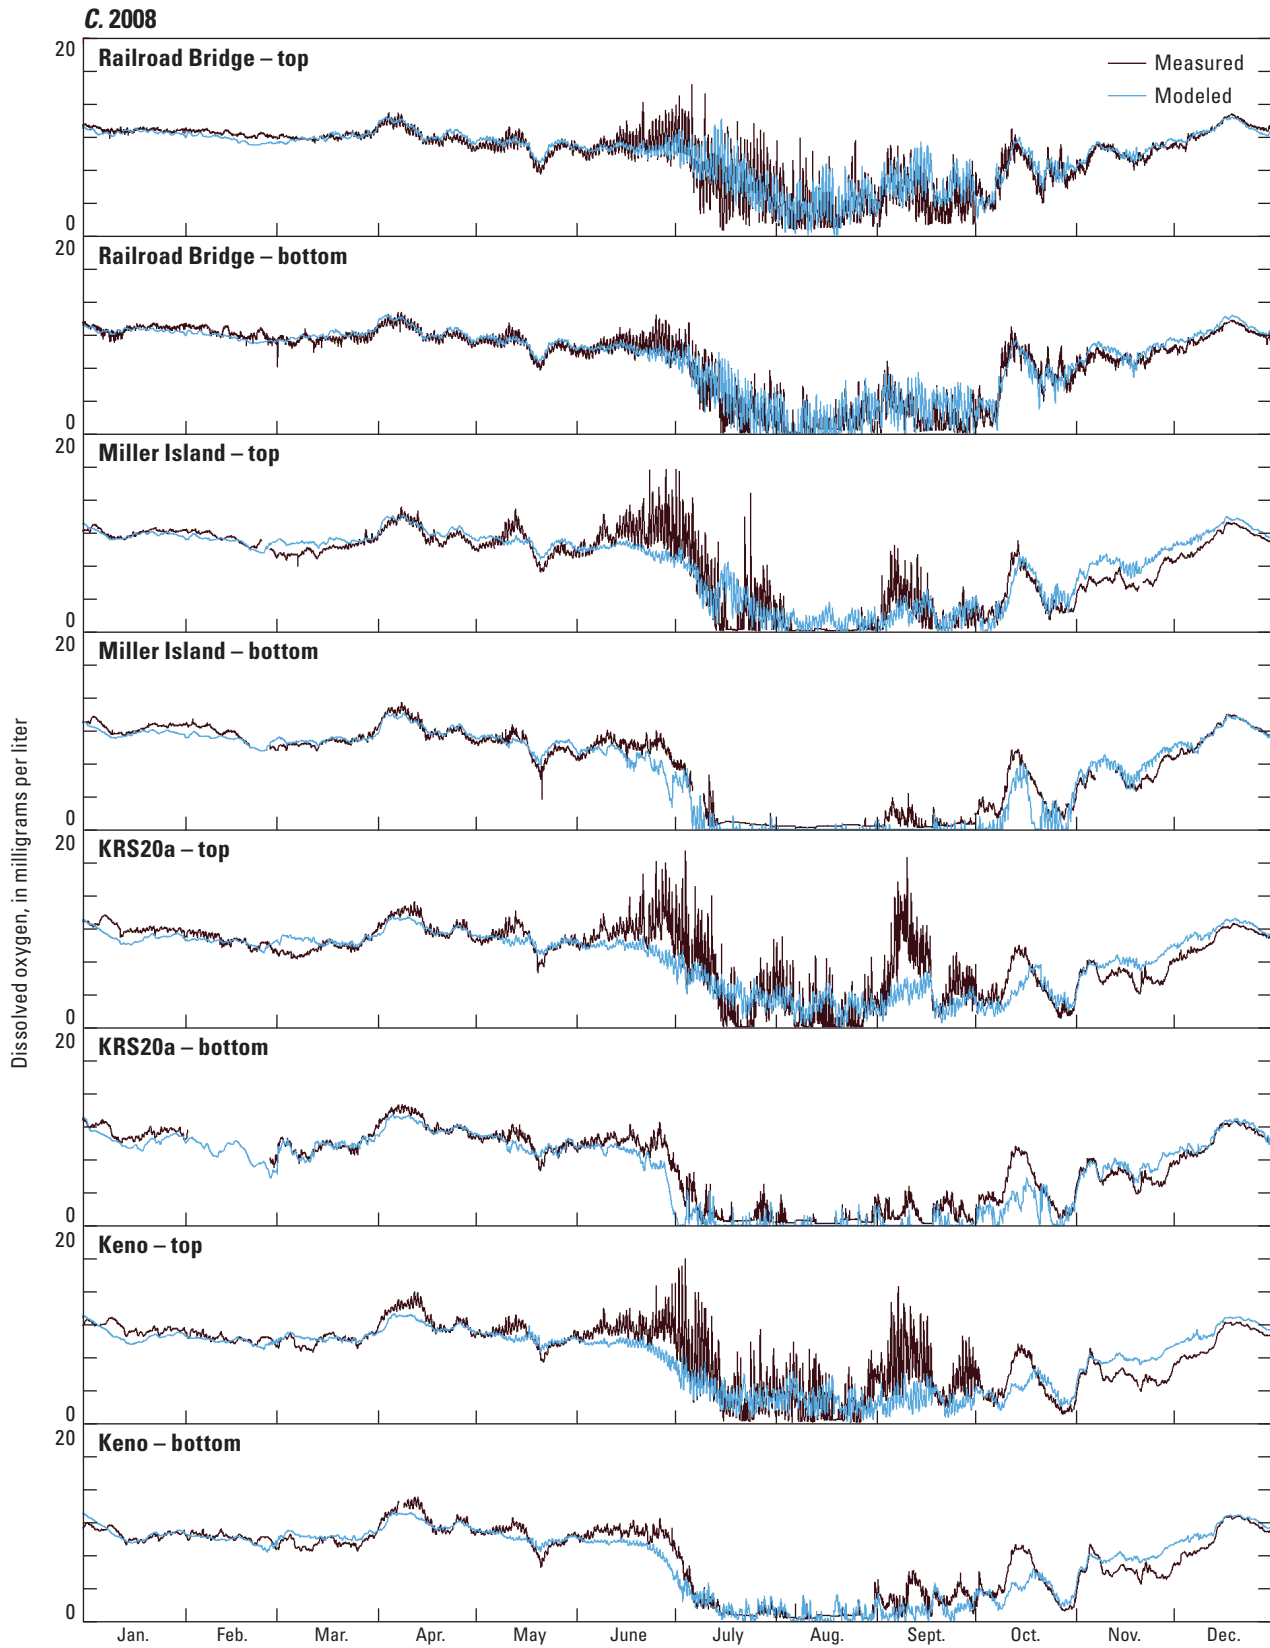 C. 2008
20
Railroad Bridge – top
Measured
Modeled
0
20
Railroad Bridge – bottom
0
20
Miller Island – top
0
20
Miller Island – bottom
0
20
KRS20a – top
0
20
KRS20a – bottom
0
20
Keno – top
0
20
Keno – bottom
0
Dissolved oxygen, in milligrams per liter
Jan. Feb. Mar. Apr. May June July Aug. Sept. Oct. Nov. Dec.